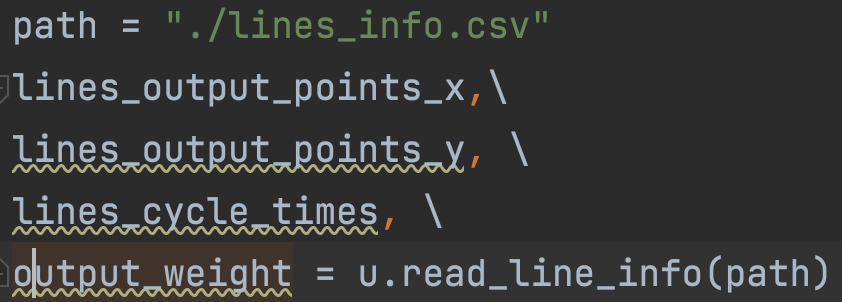 path = "./lines_info.csv"
lines_output_points_x,\
lines_output_points_y, \
lines_cycle_times, \
output_weight = u.read_line_info(path)